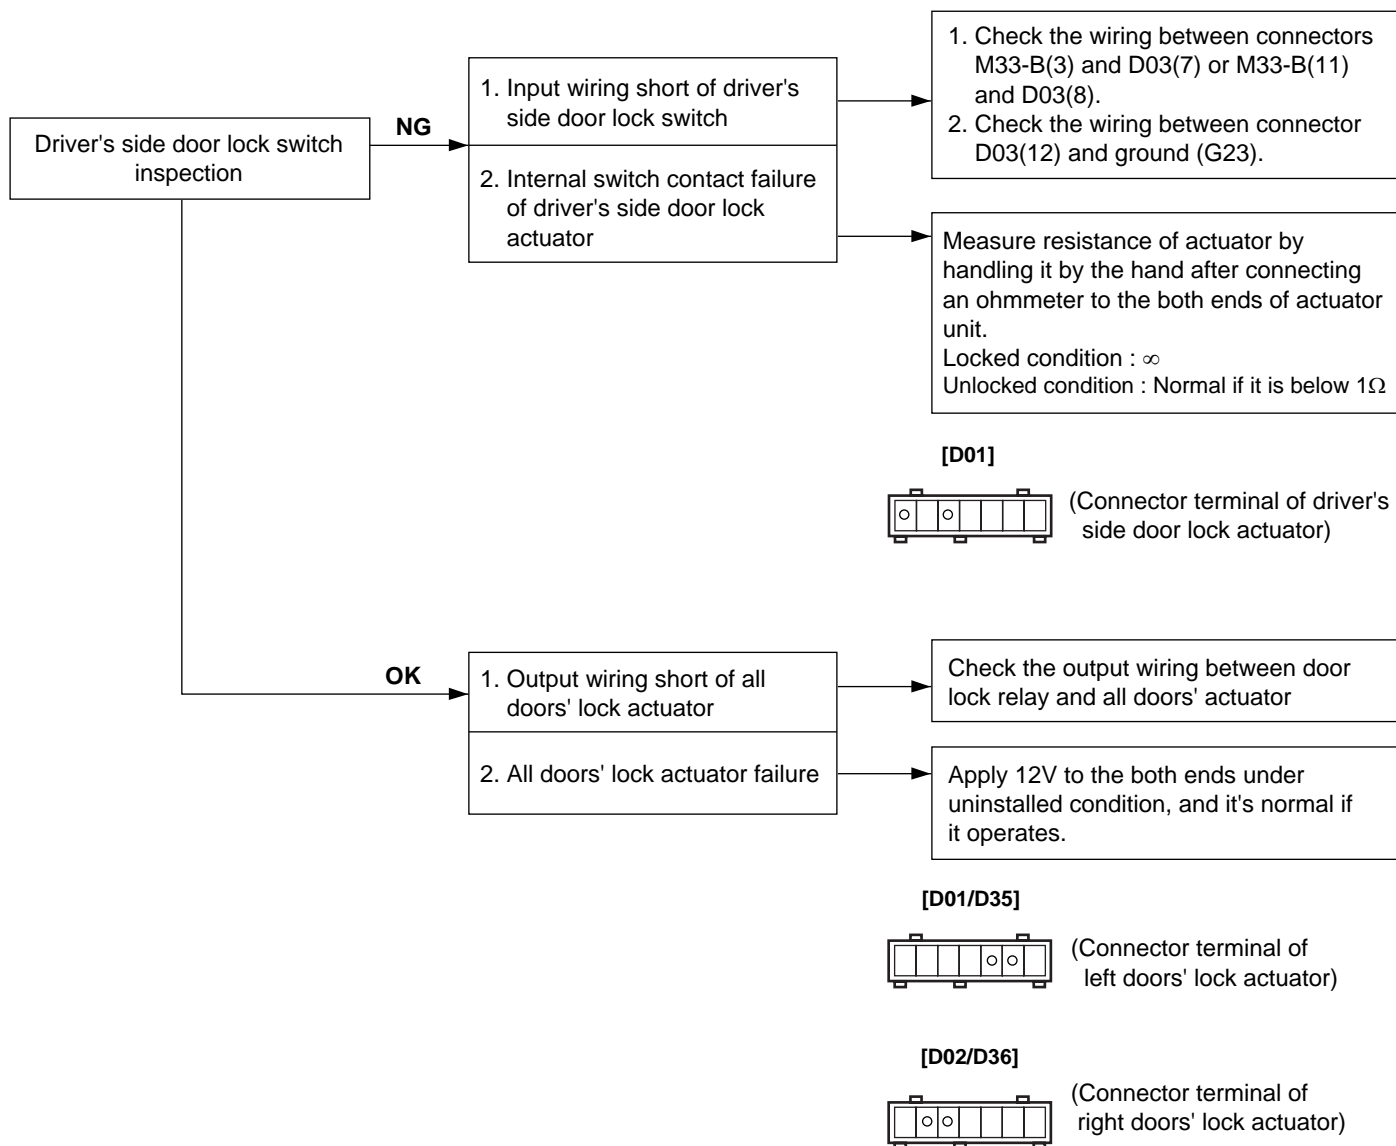 Driver's side door lock switch
inspection
NG
1. Input wiring short of driver's
side door lock switch
2. Internal switch contact failure
of driver's side door lock
actuator
1. Check the wiring between connectors
M33-B(3) and D03(7) or M33-B(11)
and D03(8).
2. Check the wiring between connector
D03(12) and ground (G23).
Measure resistance of actuator by
handling it by the hand after connecting
an ohmmeter to the both ends of actuator
unit.
Locked condition : ∞
Unlocked condition : Normal if it is below 1Ω
[D01]
(Connector terminal of driver's
side door lock actuator)
OK
1. Output wiring short of all
doors' lock actuator
2. All doors' lock actuator failure
Check the output wiring between door
lock relay and all doors' actuator
Apply 12V to the both ends under
uninstalled condition, and it's normal if
it operates.
[D01/D35]
(Connector terminal of
left doors' lock actuator)
[D02/D36]
(Connector terminal of
right doors' lock actuator)